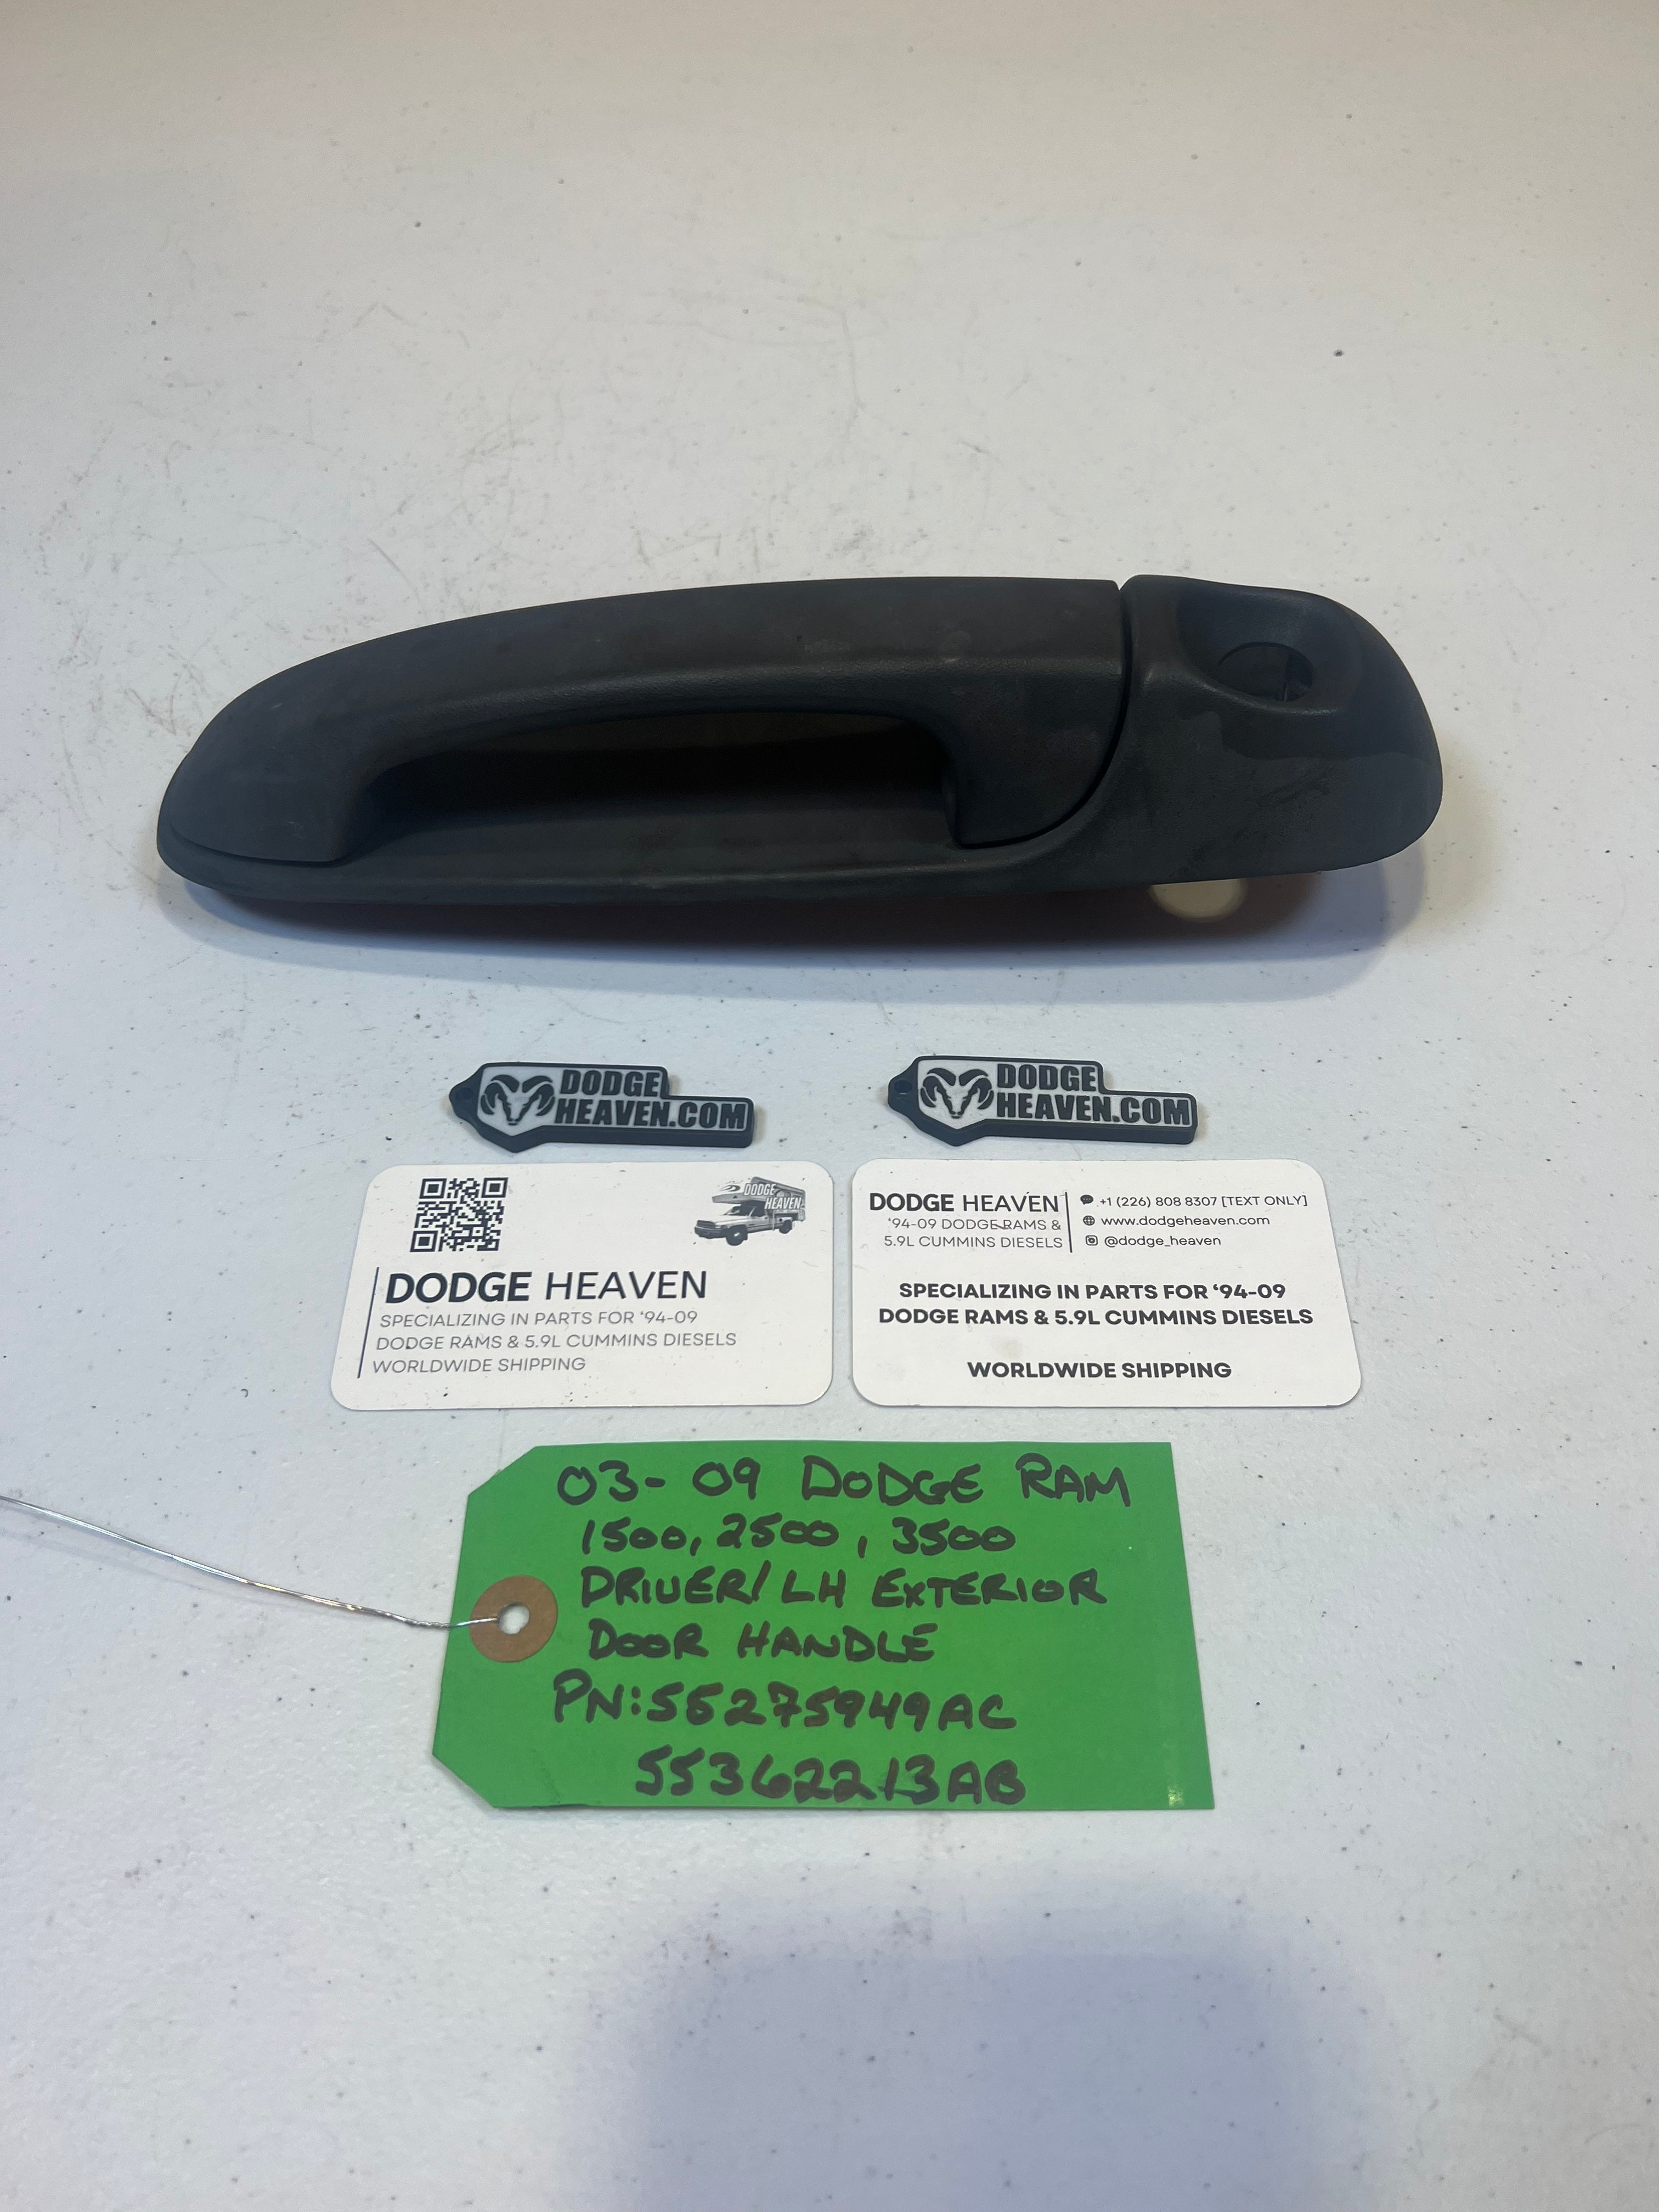 DODGE
HEAVEN.COM
DODGE
HEAVEN.COM
DODGE
HEAVEN
DODGE HEAVEN
SPECIALIZING IN PARTS FOR '94-09
DODGE RAMS & 5.9L CUMMINS DIESELS
WORLDWIDE SHIPPING
DODGE HEAVEN
'94-09 DODGE RAMS &
5.9L CUMMINS DIESELS
+1 (226) 808 8307 [TEXT ONLY]
www.dodgeheaven.com
@dodge_heaven
SPECIALIZING IN PARTS FOR '94-09
DODGE RAMS & 5.9L CUMMINS DIESELS
WORLDWIDE SHIPPING
03-09 DODGE RAM
1500, 2500, 3500
DRIVER/LH EXTERIOR
DOOR HANDLE
PN:55275949AC
55362213AB